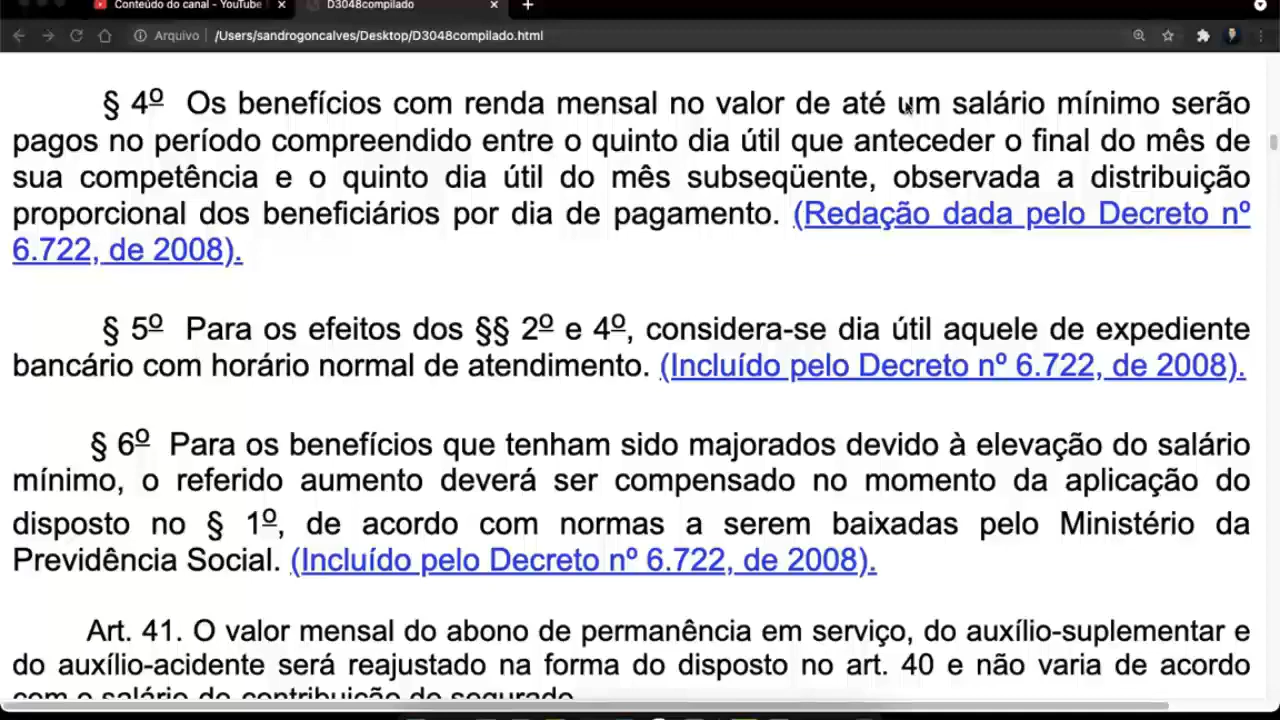 Conteúdo do canal - YouTube
D3048compilado
Arquivo
/Users/sandrogoncalves/Desktop/D3048compilado.html
§ 4º Os benefícios com renda mensal no valor de até um salário mínimo serão
pagos no período compreendido entre o quinto dia útil que anteceder o final do mês de
sua competência e o quinto dia útil do mês subseqüente, observada a distribuição
proporcional dos beneficiários por dia de pagamento. (Redação dada pelo Decreto nº
6.722, de 2008).
§ 5º Para os efeitos dos §§ 2º e 4º, considera-se dia útil aquele de expediente
bancário com horário normal de atendimento. (Incluído pelo Decreto nº 6.722, de 2008).
§ 6º Para os benefícios que tenham sido majorados devido à elevação do salário
mínimo, o referido aumento deverá ser compensado no momento da aplicação do
disposto no § 1º, de acordo com normas a serem baixadas pelo Ministério da
Previdência Social. (Incluído pelo Decreto nº 6.722, de 2008).
Art. 41. O valor mensal do abono de permanência em serviço, do auxílio-suplementar e
do auxílio-acidente será reajustado na forma do disposto no art. 40 e não varia de acordo
com o salário de contribuição do segurado.